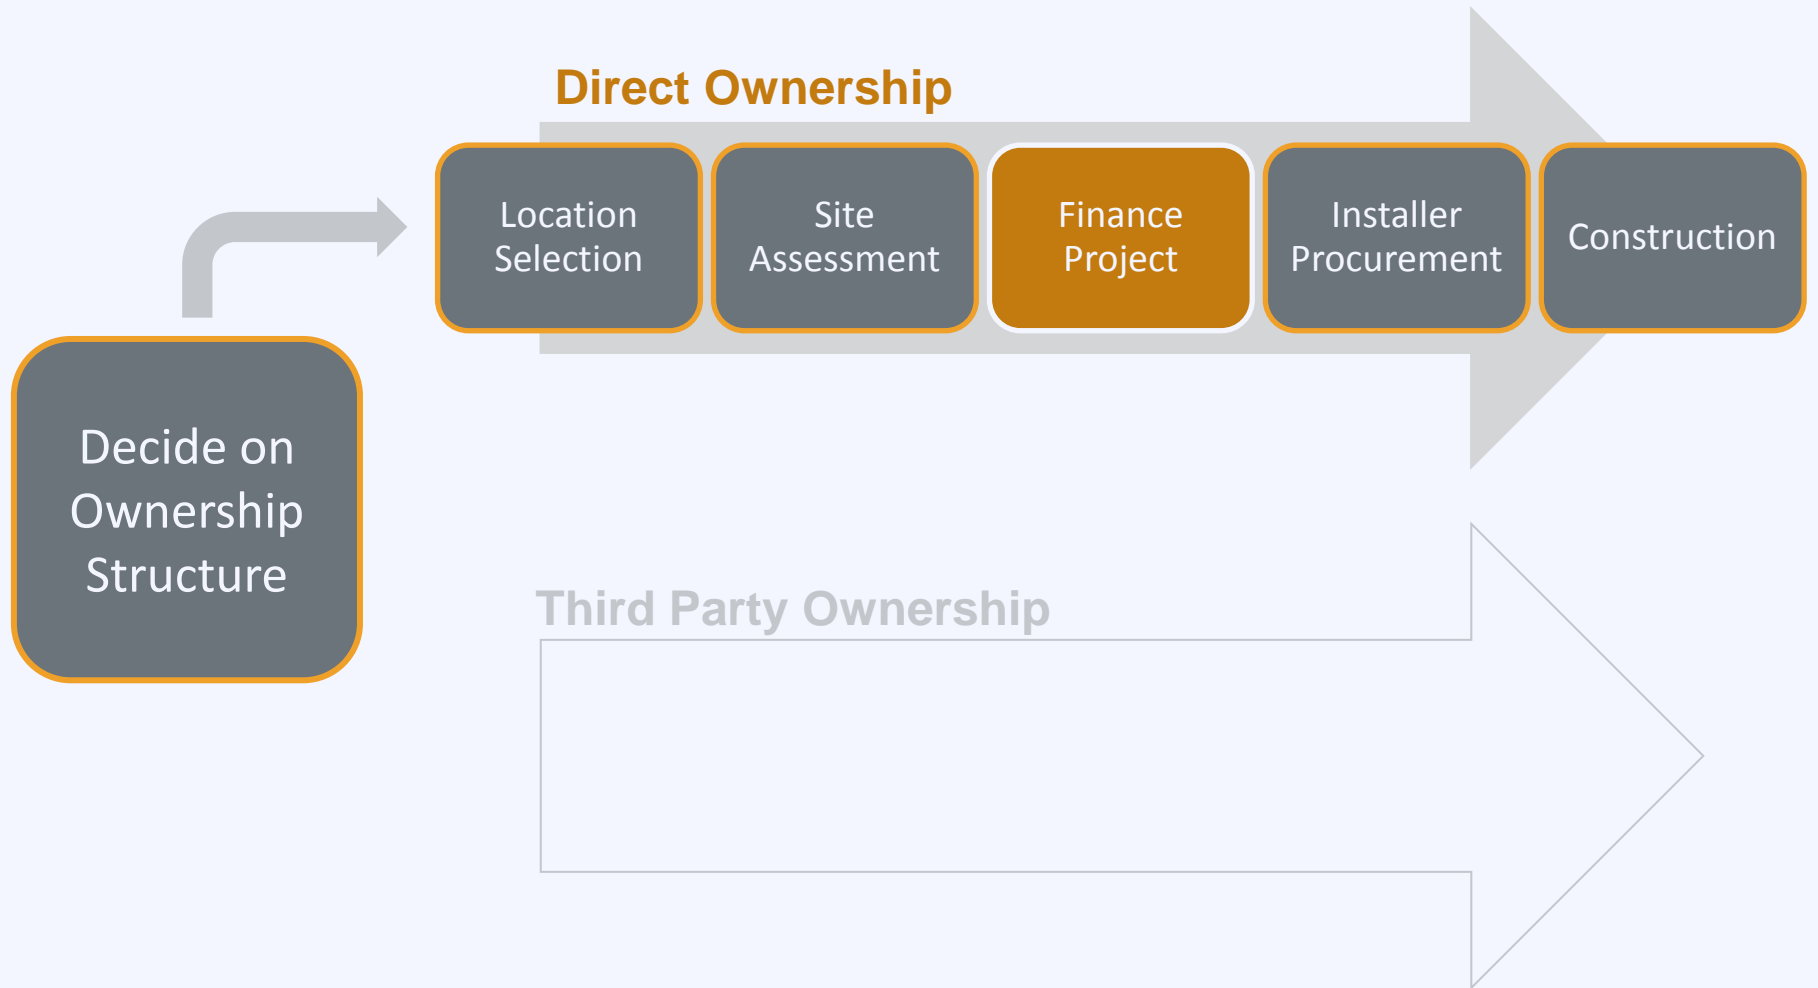 Direct Ownership
Location
Selection
Site
Assessment
Finance
Project
Installer
Procurement
Construction
Decide on
Ownership
Structure
Third Party Ownership